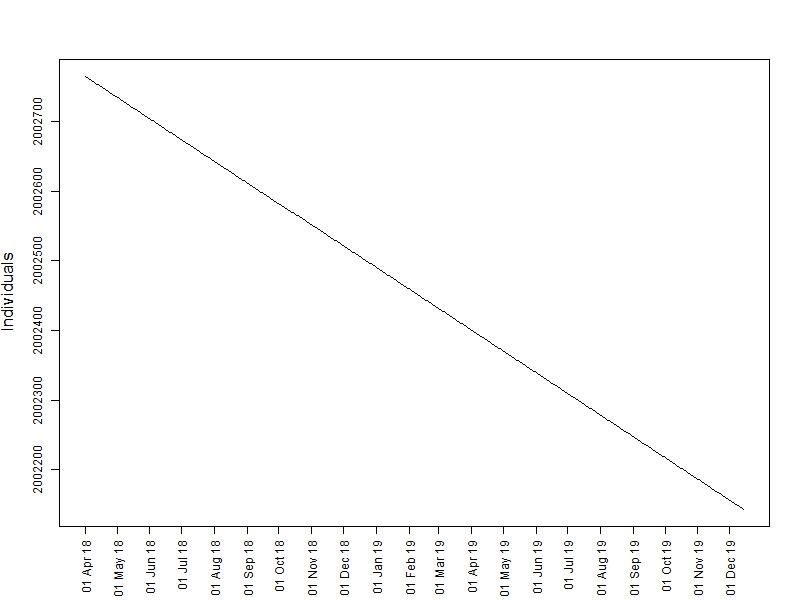 Individuals
2002700
2002600
2002500
2002400
2002300
2002200
01 Apr 18
01 May 18
01 Jun 18
01 Jul 18
01 Aug 18
01 Sep 18
01 Oct 18
01 Nov 18
01 Dec 18
01 Jan 19
01 Feb 19
01 Mar 19
01 Apr 19
01 May 19
01 Jun 19
01 Jul 19
01 Aug 19
01 Sep 19
01 Oct 19
01 Nov 19
01 Dec 19